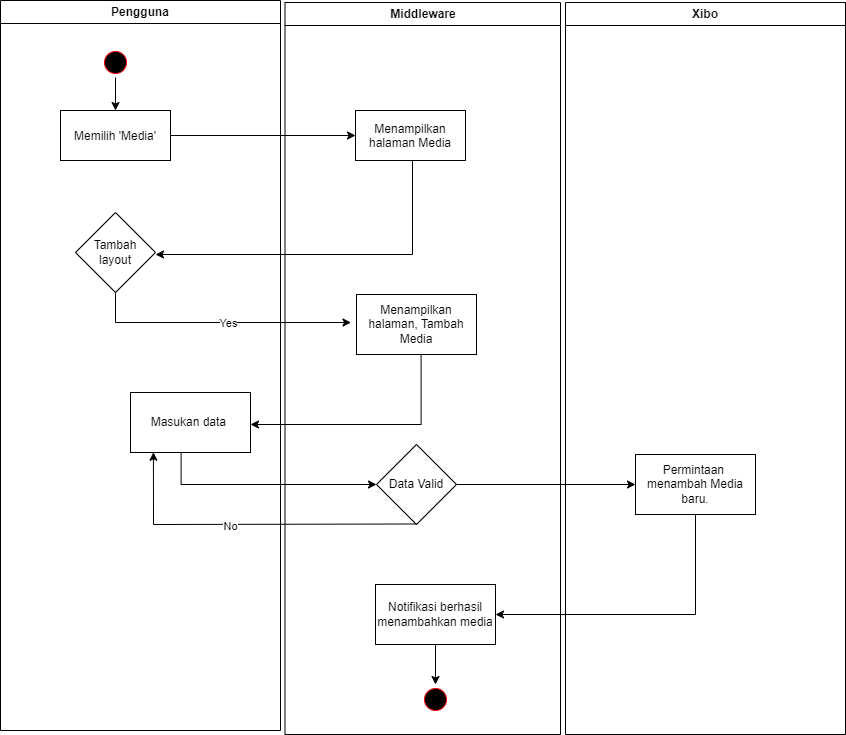 Pengguna
Middleware
Xibo
Memilih 'Media'
Menampilkan
halaman Media
Tambah
layout
Yes
Menampilkan
halaman, Tambah
Media
Masukan data
Data Valid
No
Permintaan
menambah Media
baru.
Notifikasi berhasil
menambahkan media